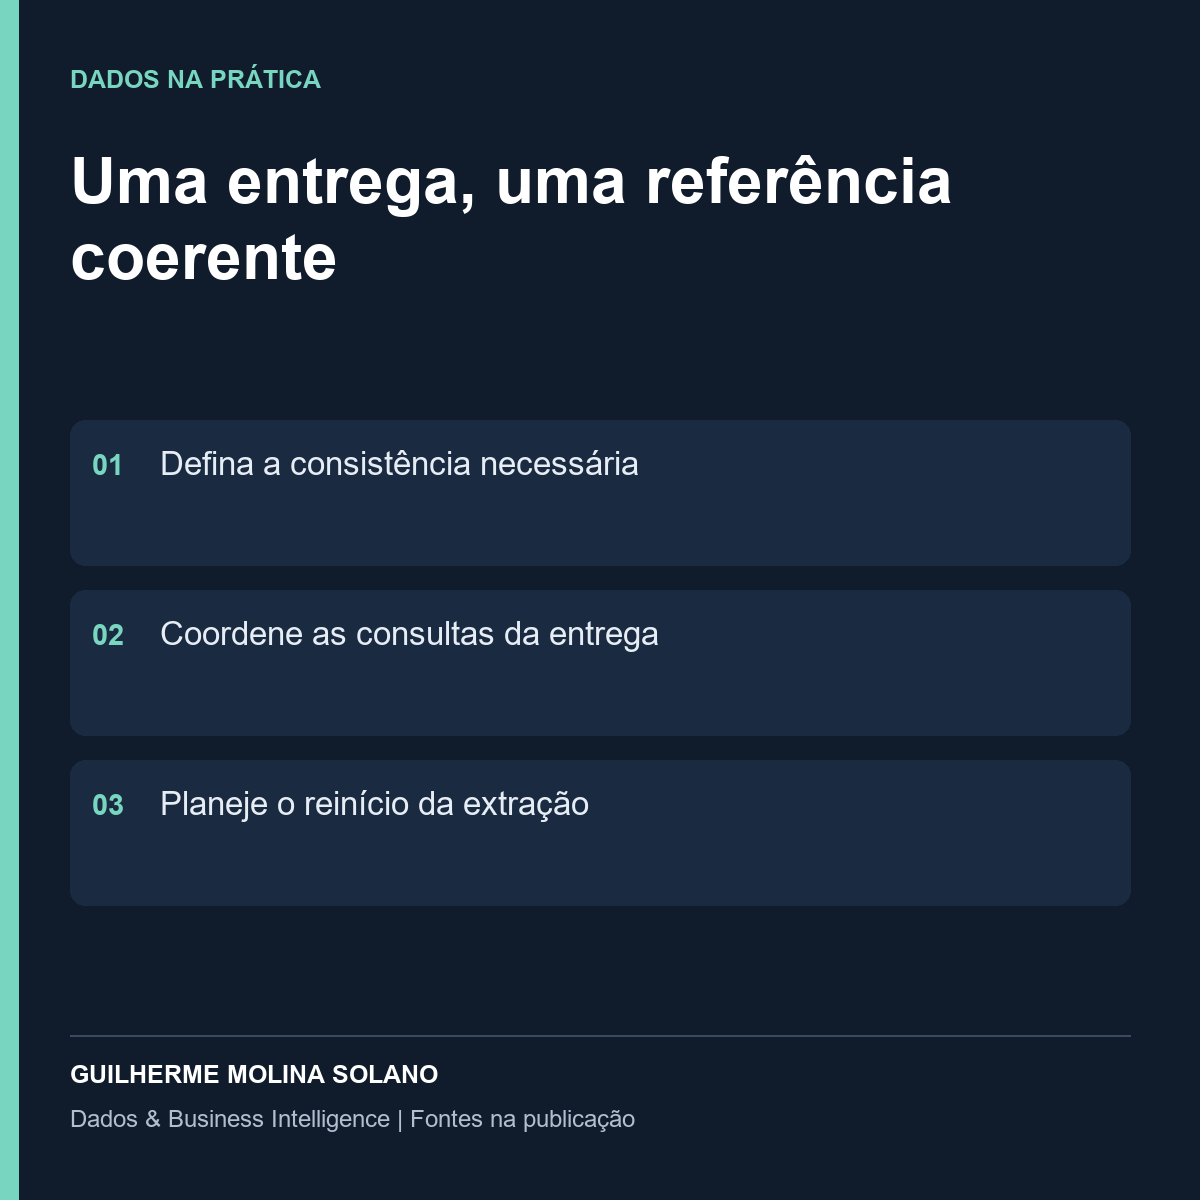 DADOS NA PRÁTICA
Uma entrega, uma referência
coerente
01 Defina a consistência necessária
02 Coordene as consultas da entrega
03 Planeje o reinício da extração
GUILHERME MOLINA SOLANO
Dados & Business Intelligence | Fontes na publicação